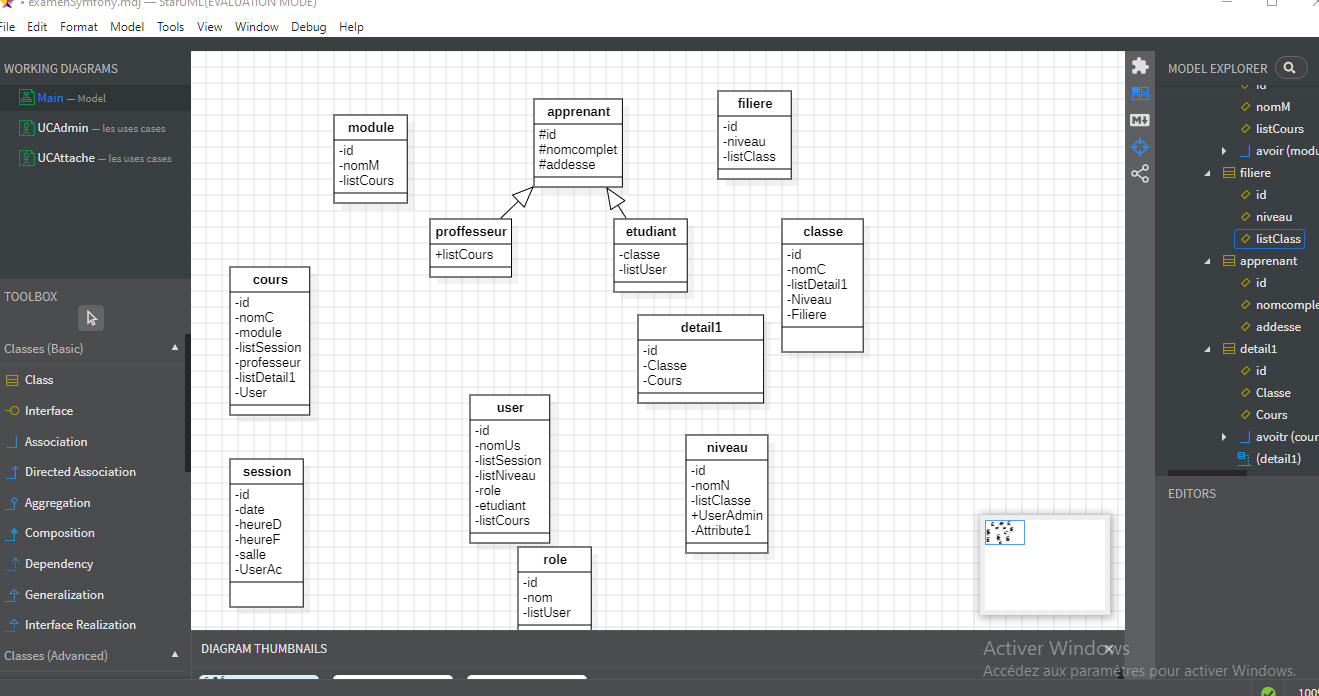 • examenSymfony.mdj — StarUML(EVALUATION MODE)
File Edit Format Model Tools View Window Debug Help
WORKING DIAGRAMS
Main — Model
UCAdmin — les uses cases
UCAttache — les uses cases
TOOLBOX
Classes (Basic)
Class
Interface
Association
Directed Association
Aggregation
Composition
Dependency
Generalization
Interface Realization
Classes (Advanced)
module
-id
-nomM
-listCours
apprenant
#id
#nomcomplet
#addesse
filiere
-id
-niveau
-listClass
proffesseur
+listCours
etudiant
-classe
-listUser
classe
-id
-nomC
-listDetail1
-Niveau
-Filiere
cours
-id
-nomC
-module
-listSession
-professeur
-listDetail1
-User
detail1
-id
-Classe
-Cours
user
-id
-nomUs
-listSession
-listNiveau
-role
-etudiant
-listCours
niveau
-id
-nomN
-listClasse
+UserAdmin
-Attribute1
session
-id
-date
-heureD
-heureF
-salle
-UserAc
role
-id
-nom
-listUser
DIAGRAM THUMBNAILS
MODEL EXPLORER
M
id
nomM
listCours
avoir (modu
filiere
id
niveau
listClass
apprenant
id
nomcomple
addesse
detail1
id
Classe
Cours
avoitr (cour
(detail1)
EDITORS
Activer Windows
Accédez aux paramètres pour activer Windows.
100